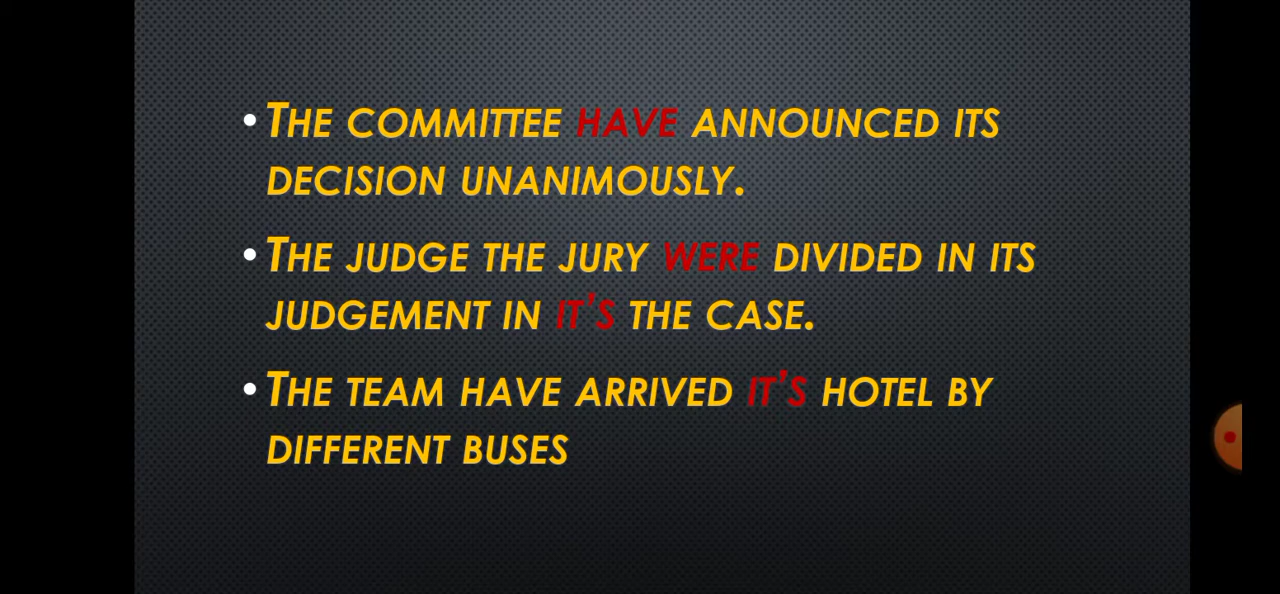 • The committee have announced its
decision unanimously.
• The judge the jury were divided in its
judgement in it's the case.
• The team have arrived it's hotel by
different buses